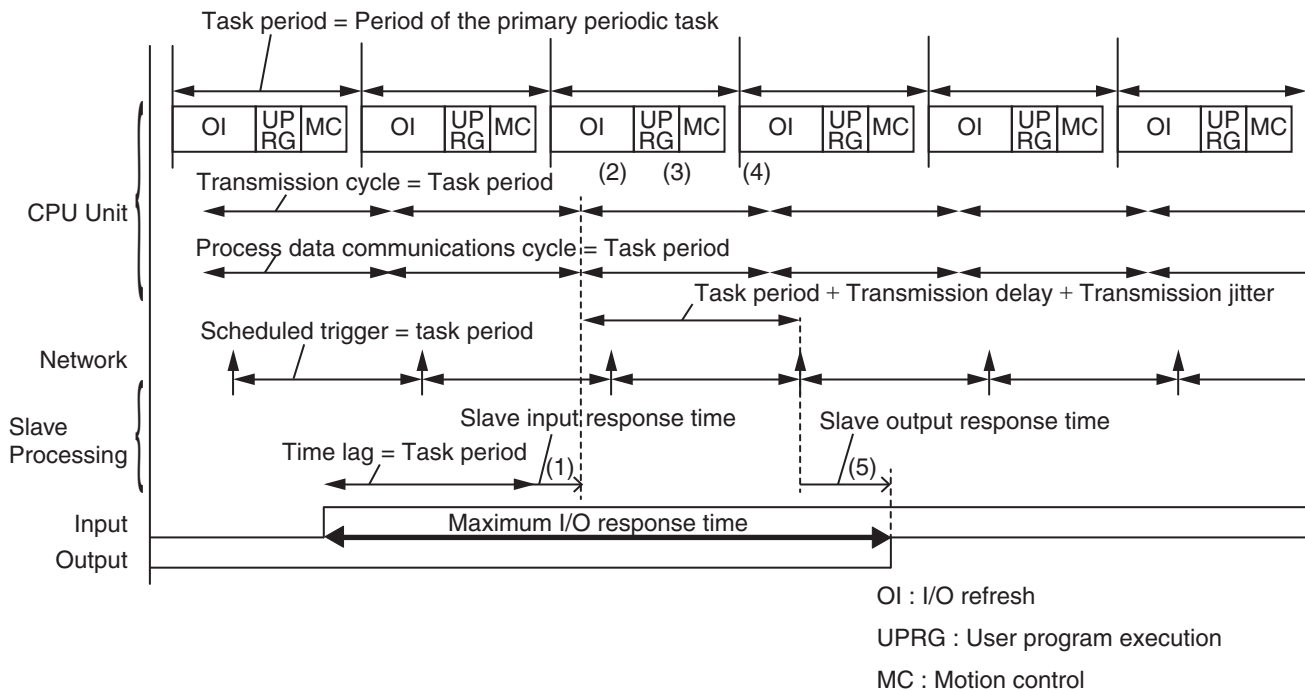 Task period = Period of the primary periodic task
OI UP RG MC OI UP RG MC OI UP RG MC OI UP RG MC OI UP RG MC OI UP RG MC
(2) (3) (4)
Transmission cycle = Task period
CPU Unit
Process data communications cycle = Task period
Task period + Transmission delay + Transmission jitter
Scheduled trigger = task period
Network
Slave input response time
Slave output response time
Slave
Processing
Time lag = Task period
(1)
(5)
Input
Maximum I/O response time
Output
OI : I/O refresh
UPRG : User program execution
MC : Motion control